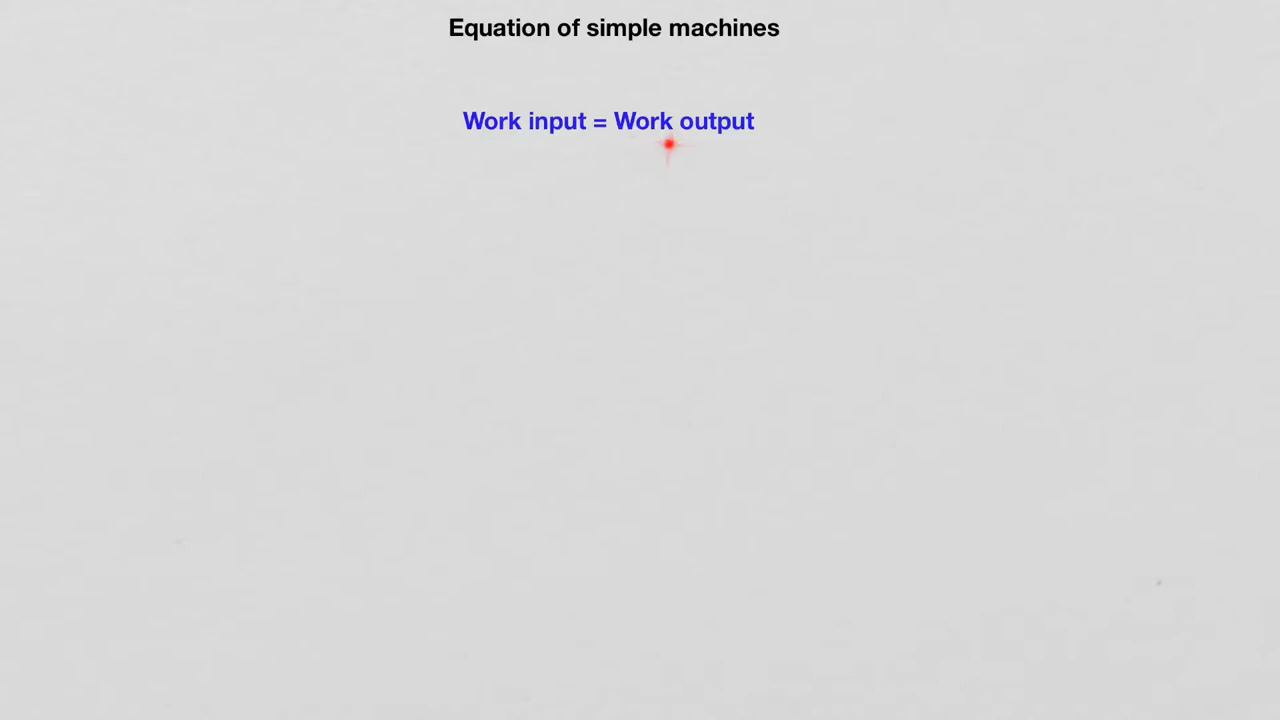 Equation of simple machines
Work input = Work output